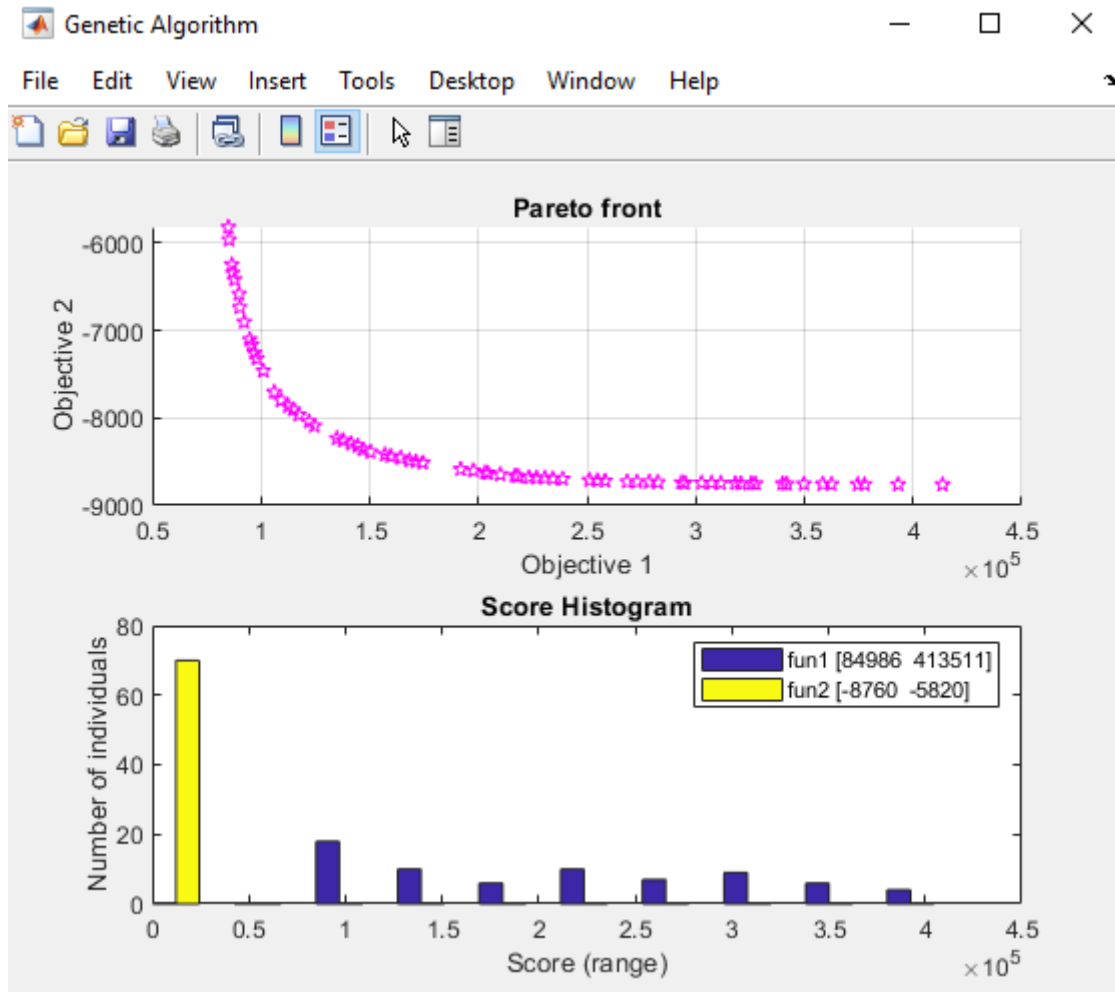 Genetic Algorithm
File Edit View Insert Tools Desktop Window Help
Pareto front
-6000
-7000
-8000
-9000
Objective 2
0.5 1 1.5 2 2.5 3 3.5 4 4.5
Objective 1
×10^5
Score Histogram
80
60
40
20
0
Number of individuals
fun1 [84986 413511]
fun2 [-8760 -5820]
0 0.5 1 1.5 2 2.5 3 3.5 4 4.5
Score (range)
×10^5